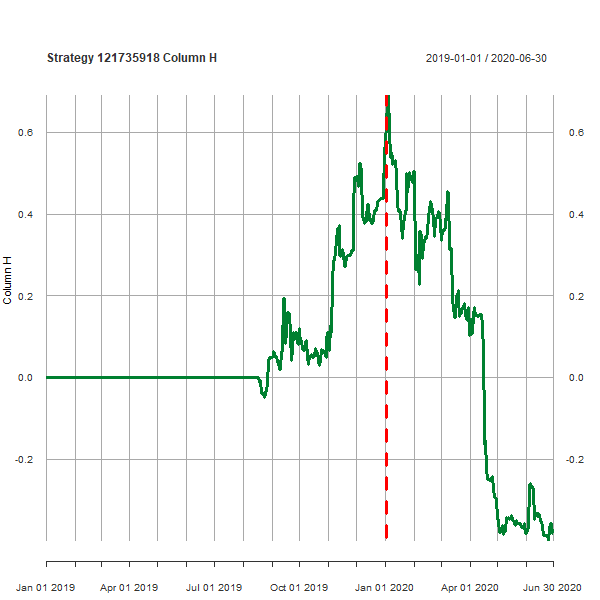 Strategy 121735918 Column H
2019-01-01 / 2020-06-30
0.6
0.6
0.4
0.4
Column H
0.2
0.2
0.0
0.0
-0.2
-0.2
Jan 01 2019
Apr 01 2019
Jul 01 2019
Oct 01 2019
Jan 01 2020
Apr 01 2020
Jun 30 2020